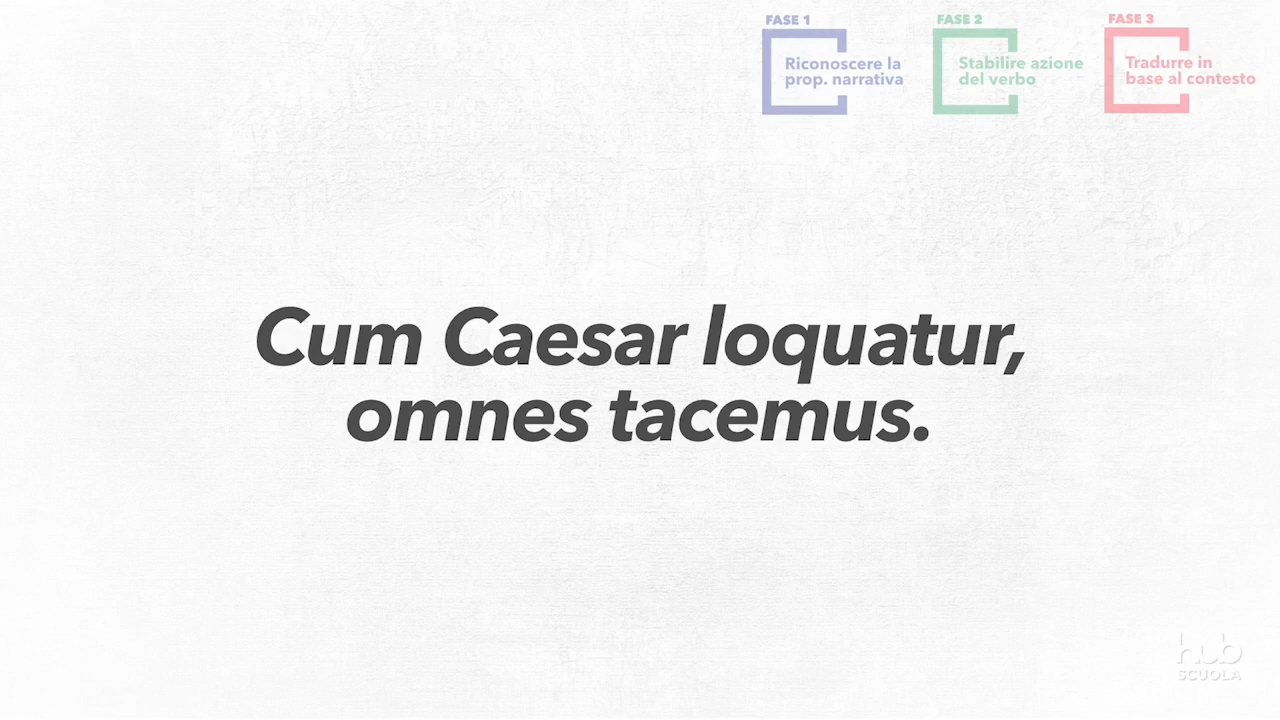 FASE 1
Riconoscere la
prop. narrativa
FASE 2
Stabilire azione
del verbo
FASE 3
Tradurre in
base al contesto
Cum Caesar loquatur,
omnes tacemus.
hub
SCUOLA